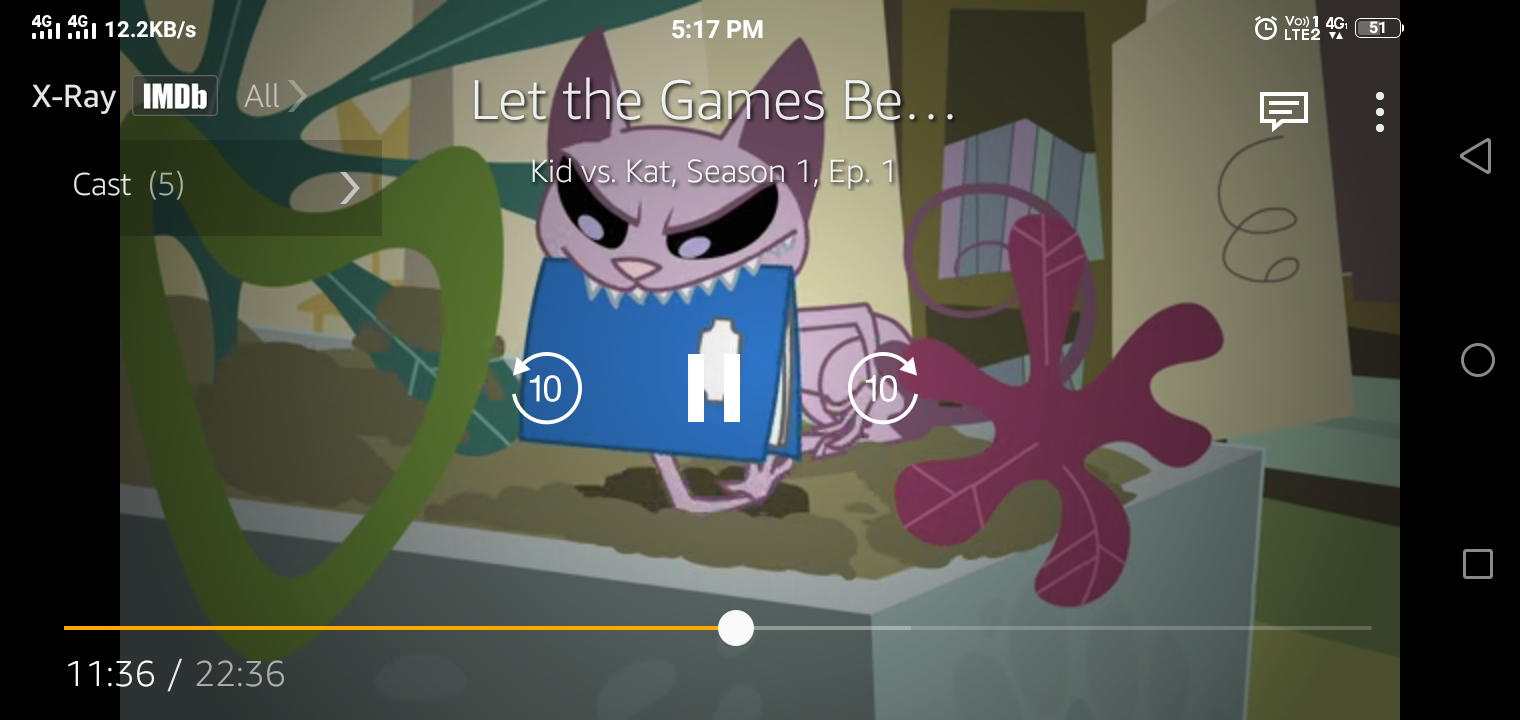 4G 4G 12.2KB/s
5:17 PM
Vo)) 1 4G
LTE2
51
X-Ray IMDb All
Let the Games Be...
Kid vs. Kat, Season 1, Ep. 1
Cast (5)
10
10
11:36 / 22:36